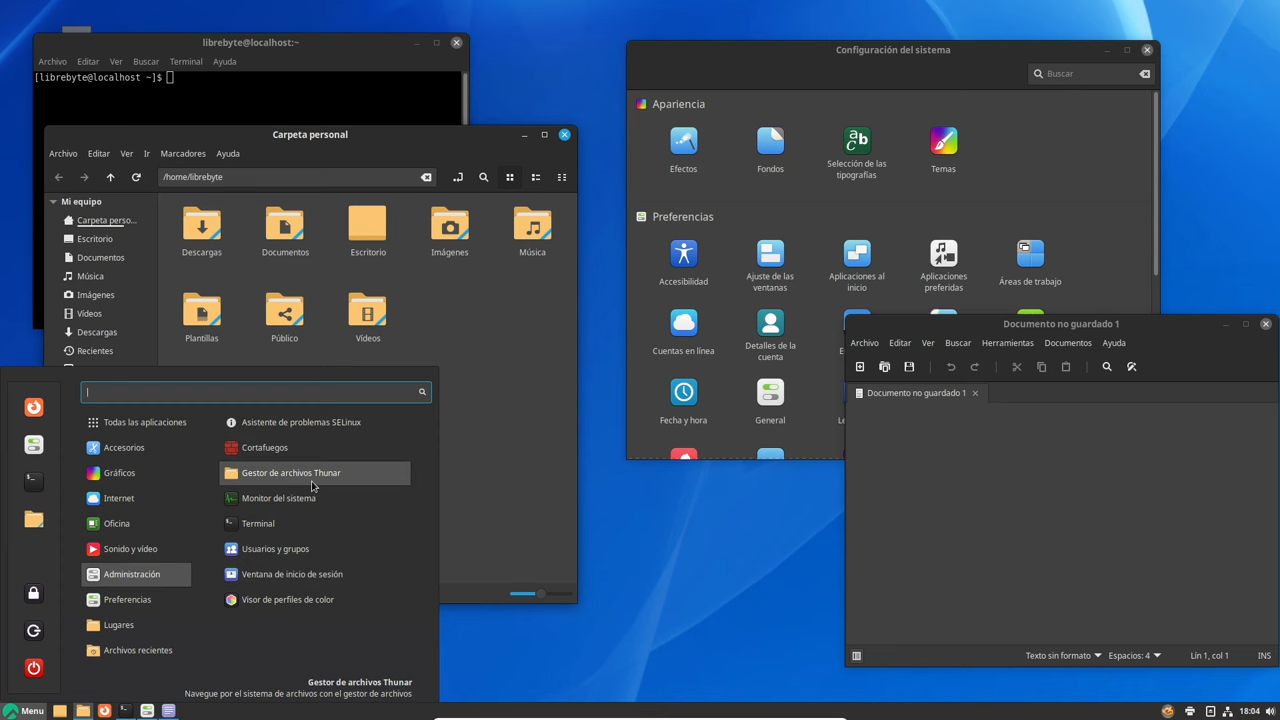 librebyte@localhost:~
Archivo Editar Ver Buscar Terminal Ayuda
[librebyte@localhost ~]$
Carpeta personal
Archivo Editar Ver Ir Marcadores Ayuda
/home/librebyte
Mi equipo
Carpeta perso...
Escritorio
Documentos
Música
Imágenes
Vídeos
Descargas
Recientes
Descargas Documentos Escritorio Imágenes Música
Plantillas Público Vídeos
Todas las aplicaciones
Accesorios
Gráficos
Internet
Oficina
Sonido y vídeo
Administración
Preferencias
Lugares
Archivos recientes
Asistente de problemas SELinux
Cortafuegos
Gestor de archivos Thunar
Monitor del sistema
Terminal
Usuarios y grupos
Ventana de inicio de sesión
Visor de perfiles de color
Gestor de archivos Thunar
Navegue por el sistema de archivos con el gestor de archivos
Configuración del sistema
Buscar
Apariencia
Efectos Fondos Selección de las
tipografías Temas
Preferencias
Accesibilidad Ajuste de las
ventanas Aplicaciones al
inicio Aplicaciones
preferidas Áreas de trabajo
Cuentas en línea Detalles de la
cuenta
Fecha y hora General
Documento no guardado 1
Archivo Editar Ver Buscar Herramientas Documentos Ayuda
Documento no guardado 1
Texto sin formato Espacios: 4 Lín 1, col 1 INS
Menu
18:04